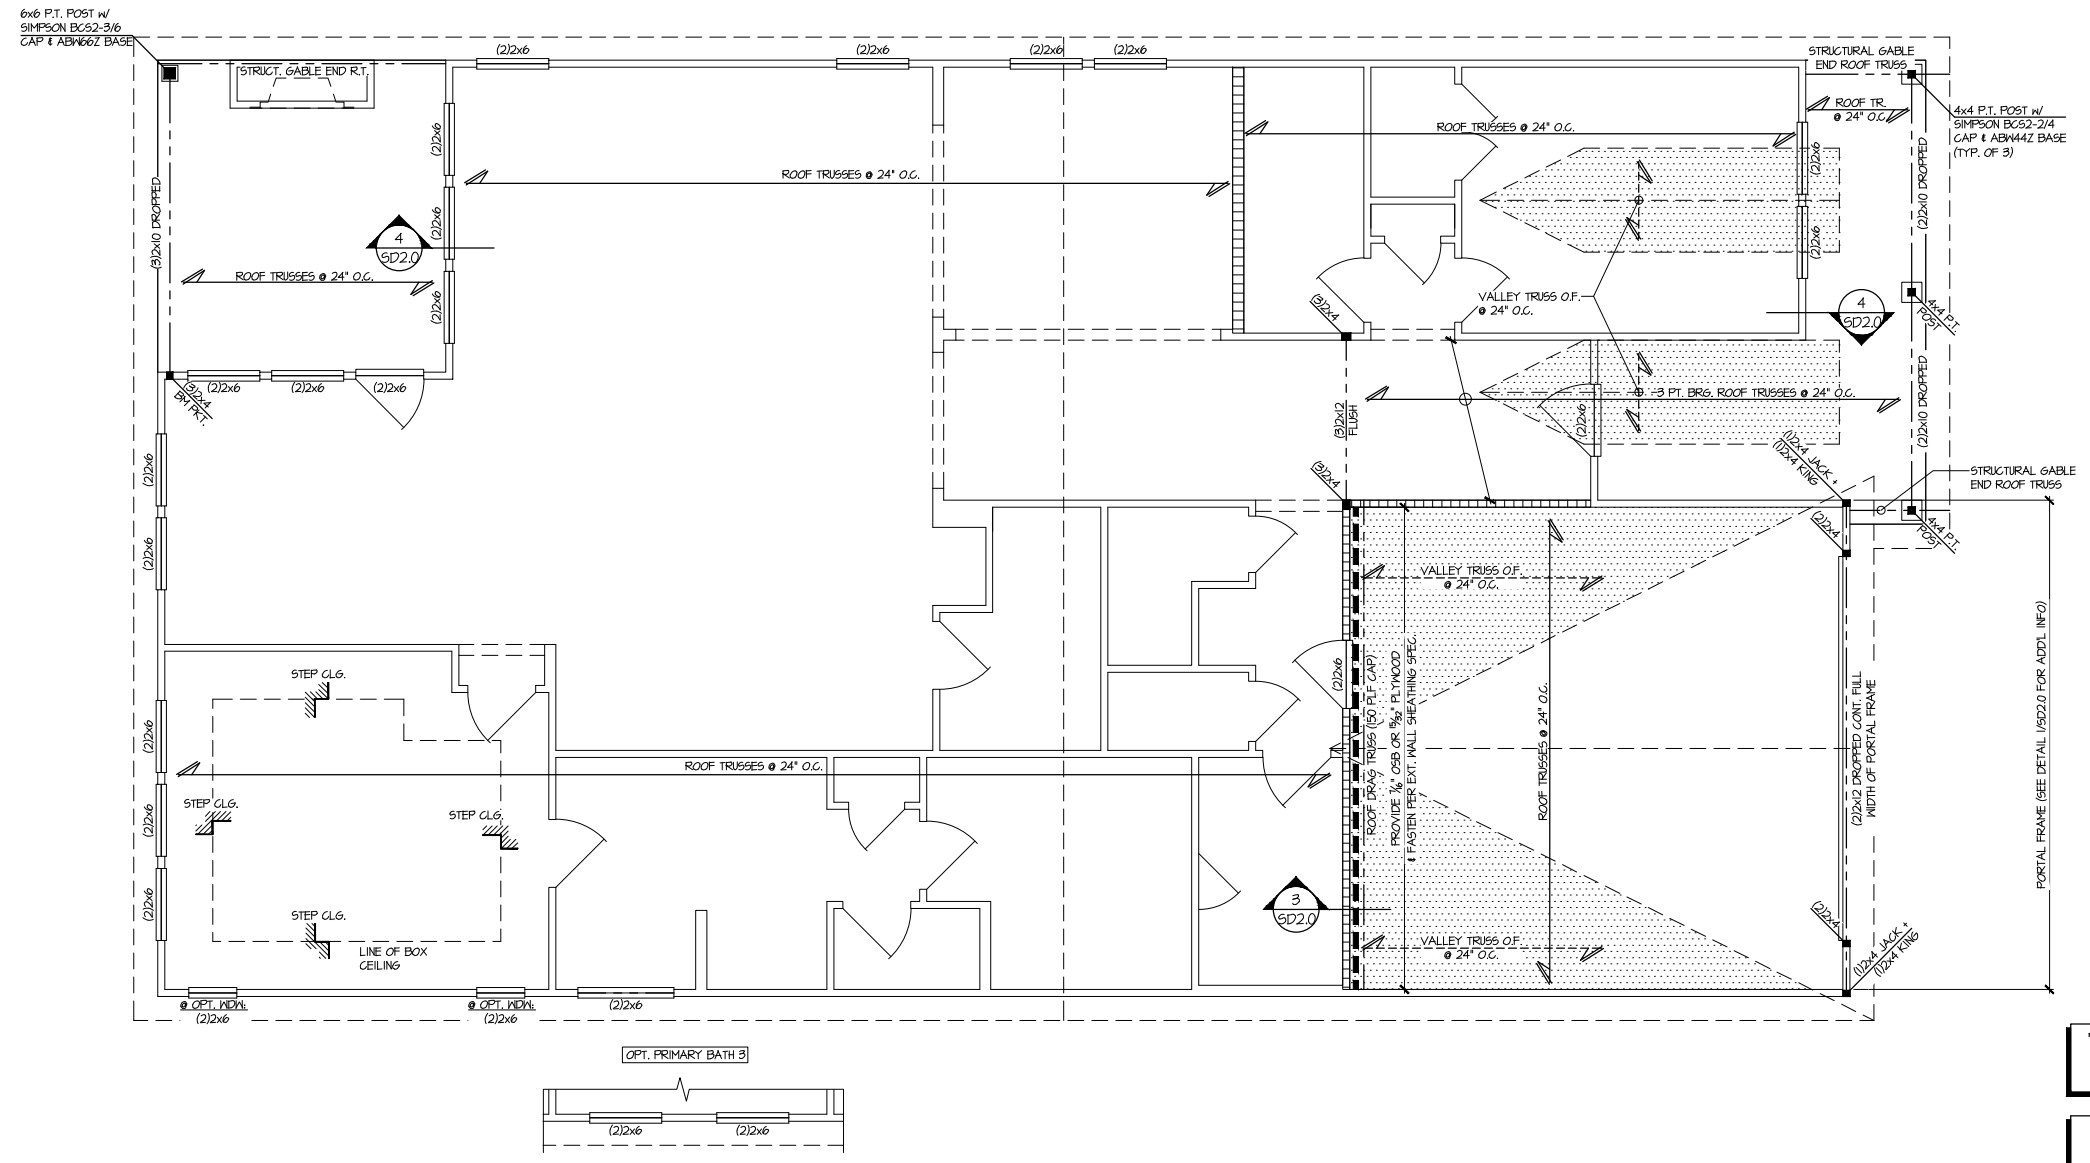 6x6 P.T. POST w/
SIMPSON BCS2-3/6
CAP & ABW66Z BASE
(2)2x6
(2)2x6
(2)2x6
(2)2x6
STRUCTURAL GABLE
END ROOF TRUSS
STRUCT. GABLE END R.T.
ROOF TR.
@ 24" O.C.
4x4 P.T. POST w/
SIMPSON BCS2-2/4
CAP & ABW44Z BASE
(TYP. OF 3)
ROOF TRUSSES @ 24" O.C.
ROOF TRUSSES @ 24" O.C.
(2)2x6
(2)2x6
(2)2x6
(3)2x10 DROPPED
4
SD2.0
ROOF TRUSSES @ 24" O.C.
(2)2x6
(2)2x6
(2)2x10 DROPPED
VALLEY TRUSS O.F.
@ 24" O.C.
(3)2x4
4
SD2.0
4x4 P.T.
POST
(2)2x6
(2)2x6
(2)2x6
(3)2x4
BM PKT.
(3)2x12
FLUSH
3 PT. BRG. ROOF TRUSSES @ 24" O.C.
(2)2x6
(2)2x10 DROPPED
(1)2x4 JACK +
(1)2x4 KING
(3)2x4
STRUCTURAL GABLE
END ROOF TRUSS
(2)2x6
(2)2x6
(2)2x4
4x4 P.T.
POST
VALLEY TRUSS O.F.
@ 24" O.C.
STEP CLG.
(2)2x6
ROOF DRAG TRUSS (150 PLF CAP)
PROVIDE 7/16" OSB OR 15/32" PLYWOOD
& FASTEN PER EXT. WALL SHEATHING SPEC.
ROOF TRUSSES @ 24" O.C.
(2)2x12 DROPPED CONT. FULL
WIDTH OF PORTAL FRAME
PORTAL FRAME (SEE DETAIL 1/SD2.0 FOR ADD'L INFO)
(2)2x6
(2)2x6
(2)2x6
ROOF TRUSSES @ 24" O.C.
STEP CLG.
STEP CLG.
STEP CLG.
3
SD2.0
(2)2x4
(1)2x4 JACK +
(1)2x4 KING
LINE OF BOX
CEILING
VALLEY TRUSS O.F.
@ 24" O.C.
@ OPT. WDW:
(2)2x6
@ OPT. WDW:
(2)2x6
(2)2x6
OPT. PRIMARY BATH 3
(2)2x6
(2)2x6